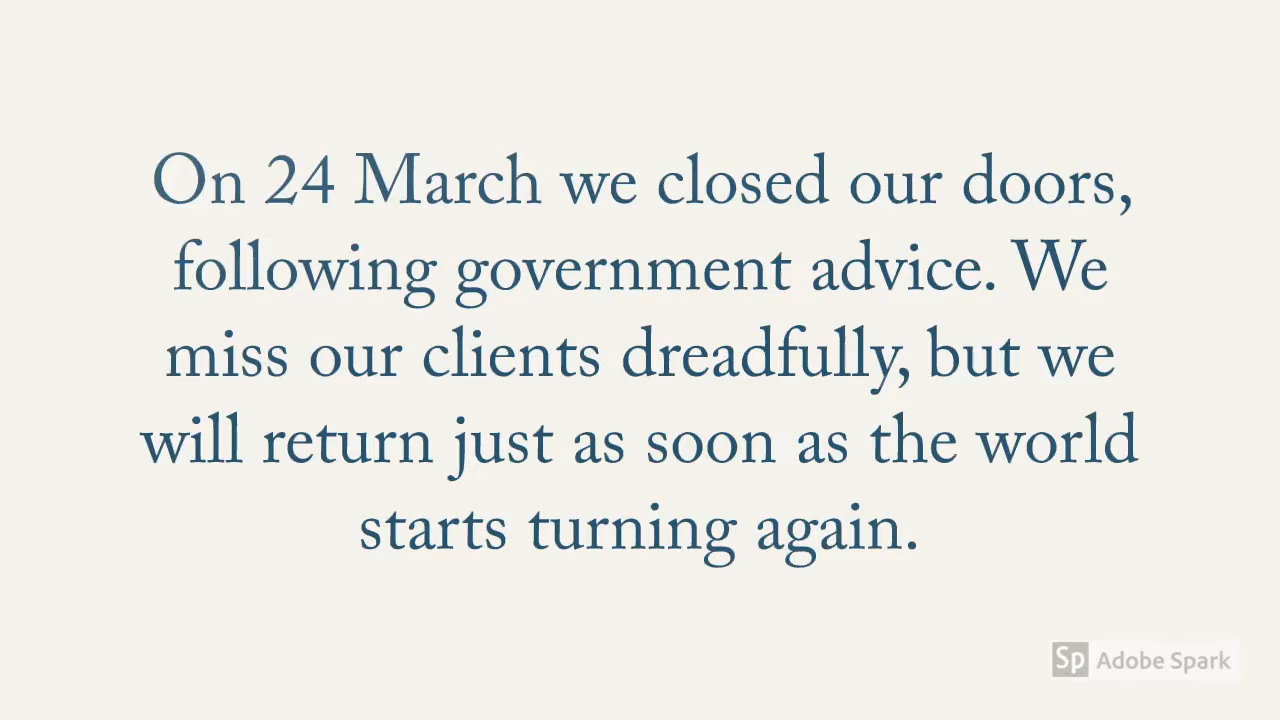 On 24 March we closed our doors,
following government advice. We
miss our clients dreadfully, but we
will return just as soon as the world
starts turning again.
Sp Adobe Spark